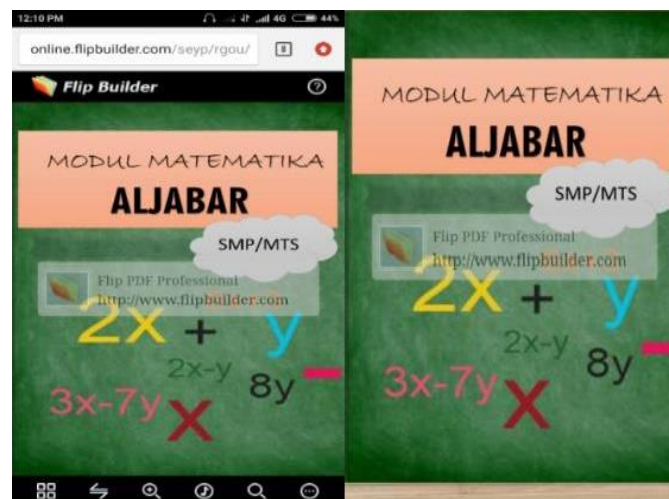 12:10 PM
4G 44%
online.flipbuilder.com/seyp/rgou/
Flip Builder
MODUL MATEMATIKA
ALJABAR
SMP/MTS
Flip PDF Professional
http://www.flipbuilder.com
2x + y
2x-y
3x-7y x 8y -
MODUL MATEMATIKA
ALJABAR
SMP/MTS
Flip PDF Professional
http://www.flipbuilder.com
2x + y
2x-y
3x-7y x 8y -